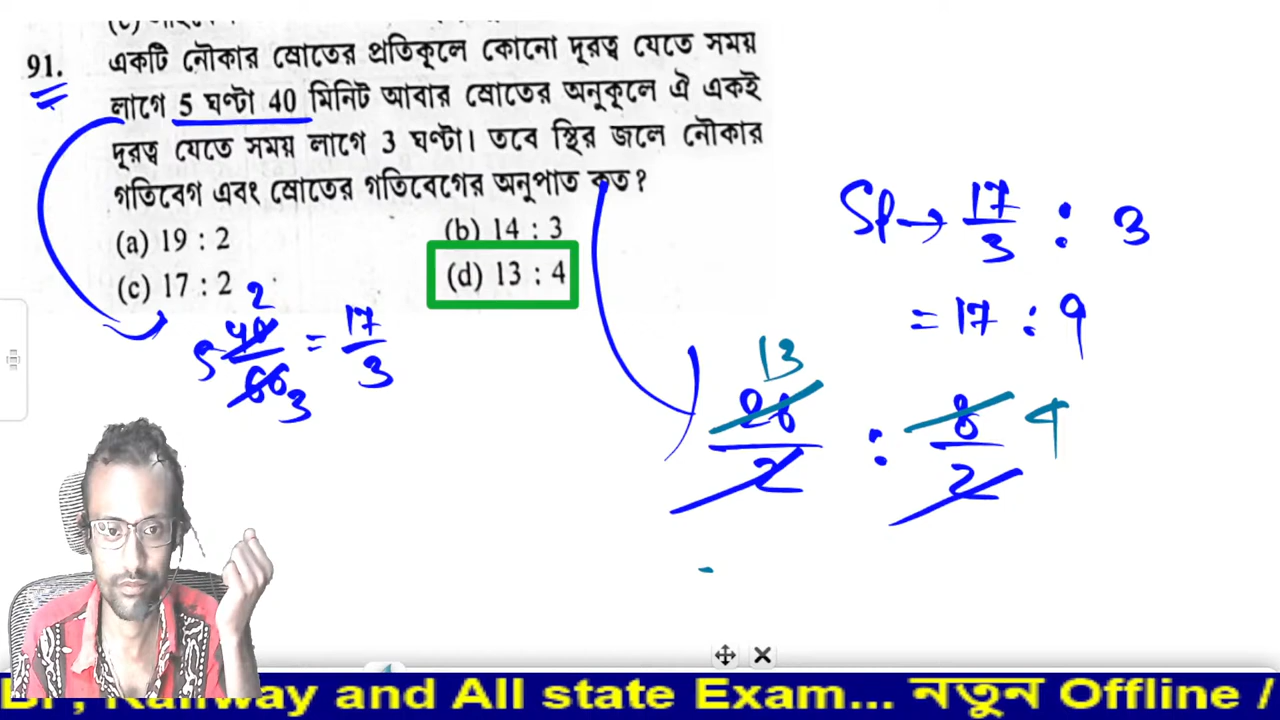 91. একটি নৌকার স্রোতের প্রতিকূলে কোনো দূরত্ব যেতে সময়
লাগে 5 ঘণ্টা 40 মিনিট আবার স্রোতের অনুকূলে ঐ একই
দূরত্ব যেতে সময় লাগে 3 ঘণ্টা। তবে স্থির জলে নৌকার
গতিবেগ এবং স্রোতের গতিবেগের অনুপাত কত?
(a) 19 : 2 (b) 14 : 3
(c) 17 : 2 (d) 13 : 4
5 40/60 2 3 = 17/3
Sp → 17/3 : 3
= 17 : 9
26/2 13 : 8/2 4
Railway and All state Exam... নতুন Offline /